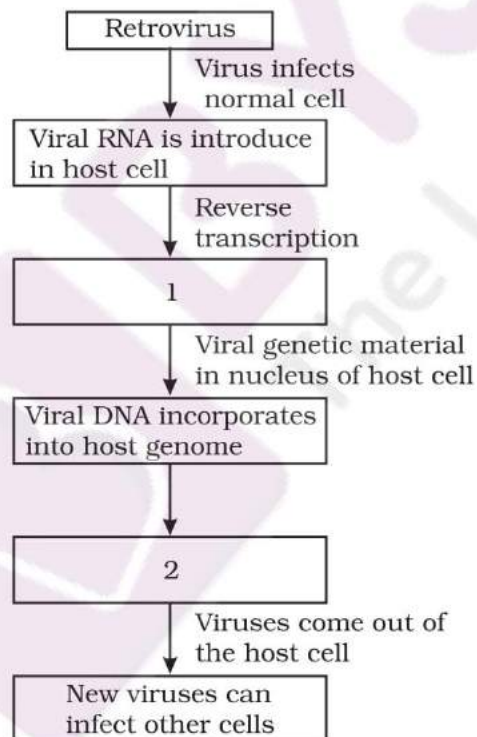 Retrovirus
Virus infects
normal cell
Viral RNA is introduce
in host cell
Reverse
transcription
1
Viral genetic material
in nucleus of host cell
Viral DNA incorporates
into host genome
2
Viruses come out of
the host cell
New viruses can
infect other cells